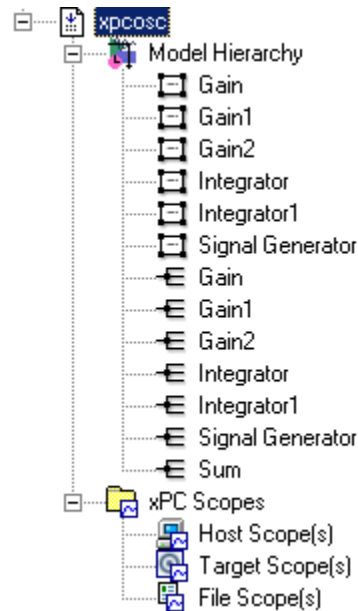 xpcosc
Model Hierarchy
Gain
Gain1
Gain2
Integrator
Integrator1
Signal Generator
Gain
Gain1
Gain2
Integrator
Integrator1
Signal Generator
Sum
xPC Scopes
Host Scope(s)
Target Scope(s)
File Scope(s)